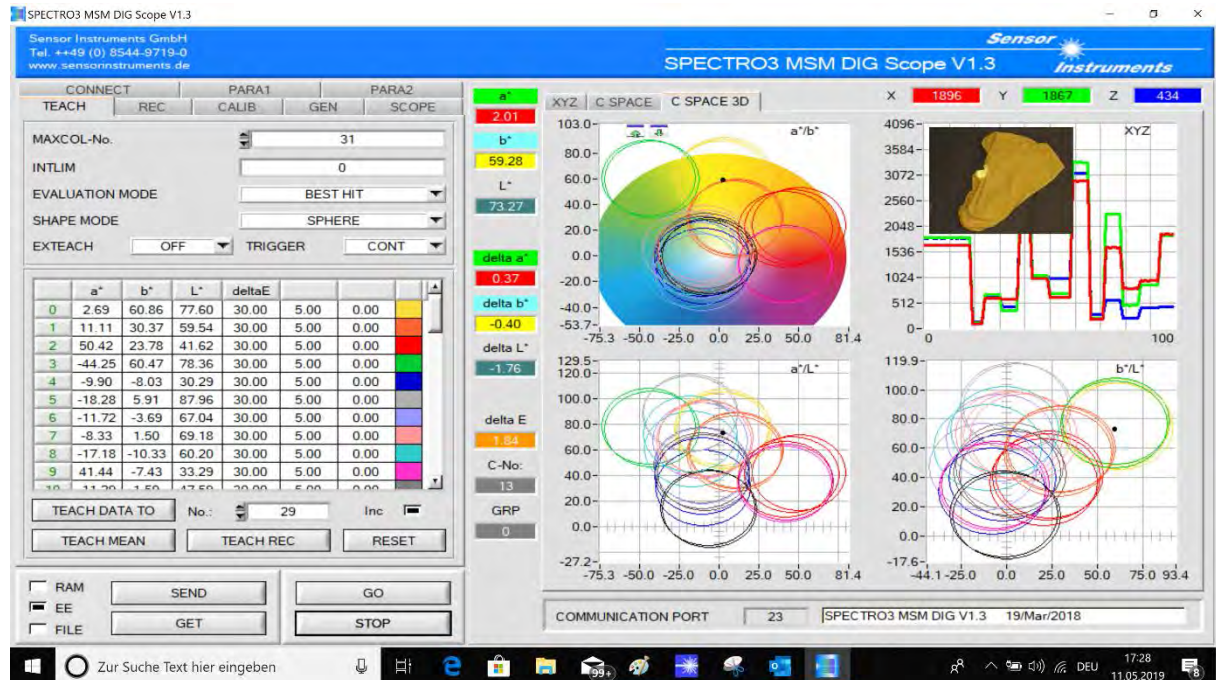 SPECTRO3 MSM DIG Scope V1.3
Sensor Instruments GmbH
Tel. ++49 (0) 8544-9719-0
www.sensorinstruments.de
SPECTRO3 MSM DIG Scope V1.3
Sensor
Instruments
CONNECT PARA1 PARA2
TEACH REC CALIB GEN SCOPE
MAXCOL-No. 31
INTLIM 0
EVALUATION MODE BEST HIT
SHAPE MODE SPHERE
EXTEACH OFF TRIGGER CONT
a* b* L* deltaE
0 2.69 60.86 77.60 30.00 5.00 0.00
1 11.11 30.37 59.54 30.00 5.00 0.00
2 50.42 23.78 41.62 30.00 5.00 0.00
3 -44.25 60.47 78.36 30.00 5.00 0.00
4 -9.90 -8.03 30.29 30.00 5.00 0.00
5 -18.28 5.91 87.96 30.00 5.00 0.00
6 -11.72 -3.69 67.04 30.00 5.00 0.00
7 -8.33 1.50 69.18 30.00 5.00 0.00
8 -17.18 -10.33 60.20 30.00 5.00 0.00
9 41.44 -7.43 33.29 30.00 5.00 0.00
TEACH DATA TO No.: 29 Inc
TEACH MEAN TEACH REC RESET
RAM
EE
FILE
SEND GO
GET STOP
a*
2.01
b*
59.28
L*
73.27
delta a*
0.37
delta b*
-0.40
delta L*
-1.76
delta E
1.84
C-No:
13
GRP
0
XYZ C SPACE C SPACE 3D
X 1896 Y 1867 Z 434
a*/b*
103.0-
80.0-
60.0-
40.0-
20.0-
0.0-
-20.0-
-40.0-
-53.7-
-75.3 -50.0 -25.0 0.0 25.0 50.0 81.4
XYZ
4096-
3584-
3072-
2560-
2048-
1536-
1024-
512-
0-
0 100
a*/L*
129.5-
120.0-
100.0-
80.0-
60.0-
40.0-
20.0-
0.0-
-27.2-
-75.3 -50.0 -25.0 0.0 25.0 50.0 81.4
b*/L*
119.9-
100.0-
80.0-
60.0-
40.0-
20.0-
0.0-
-17.6-
-44.1 -25.0 0.0 25.0 50.0 75.0 93.4
COMMUNICATION PORT 23 SPECTRO3 MSM DIG V1.3 19/Mar/2018
Zur Suche Text hier eingeben
99+
DEU
17:28
11.05.2019
8